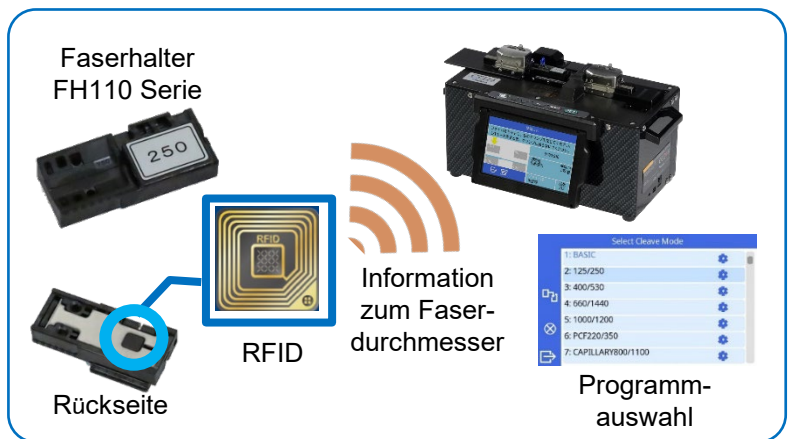 Faserhalter
FH110 Serie
250
RFID
Information
zum Faser-
durchmesser
RFID
Rückseite
Select Cleave Mode
1: BASIC
2: 125/250
3: 400/530
4: 660/1440
5: 1000/1200
6: PCF220/350
7: CAPILLARY800/1100
Programm-
auswahl